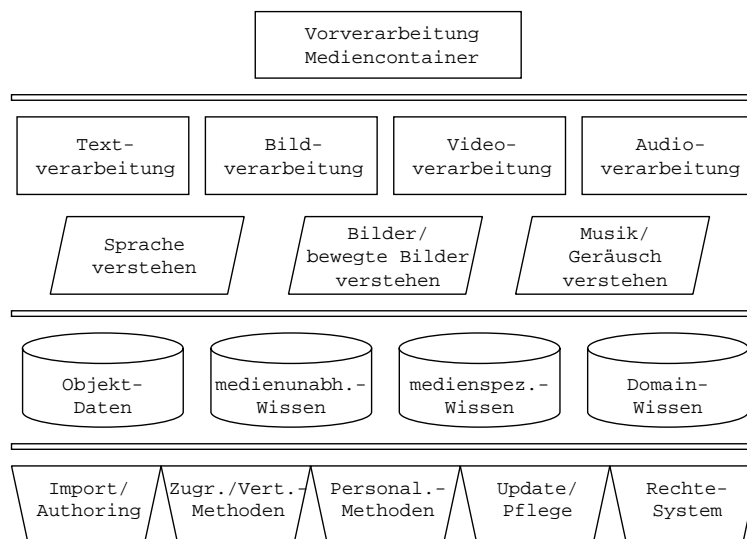 Vorverarbeitung
Mediencontainer
Text-
verarbeitung
Bild-
verarbeitung
Video-
verarbeitung
Audio-
verarbeitung
Sprache
verstehen
Bilder/
bewegte Bilder
verstehen
Musik/
Geräusch
verstehen
Objekt-
Daten
medienunabh.-
Wissen
medienspez.-
Wissen
Domain-
Wissen
Import/
Authoring
Zugr./Vert.-
Methoden
Personal.-
Methoden
Update/
Pflege
Rechte-
System